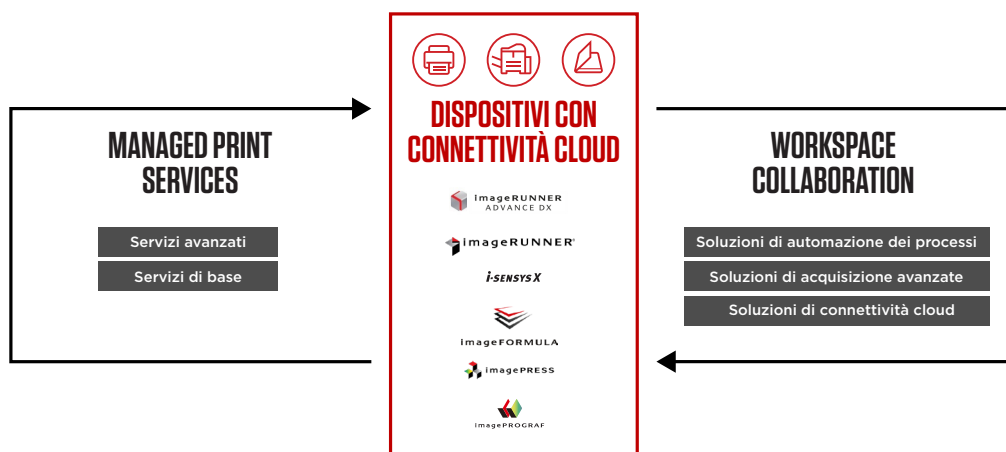 MANAGED PRINT
SERVICES
Servizi avanzati
Servizi di base
DISPOSITIVI CON
CONNETTIVITÀ CLOUD
imageRUNNER
ADVANCE DX
imageRUNNER®
i-SENSYS X
imageFORMULA
imagePRESS
imagePROGRAF
WORKSPACE
COLLABORATION
Soluzioni di automazione dei processi
Soluzioni di acquisizione avanzate
Soluzioni di connettività cloud